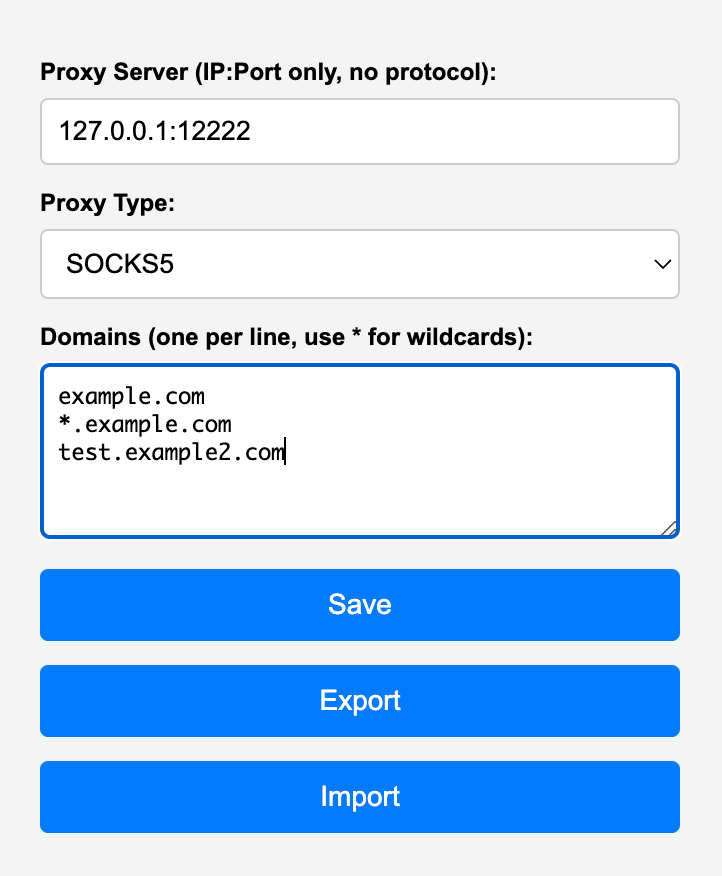 Proxy Server (IP:Port only, no protocol):
127.0.0.1:12222
Proxy Type:
SOCKS5
Domains (one per line, use * for wildcards):
example.com
*.example.com
test.example2.com
Save
Export
Import